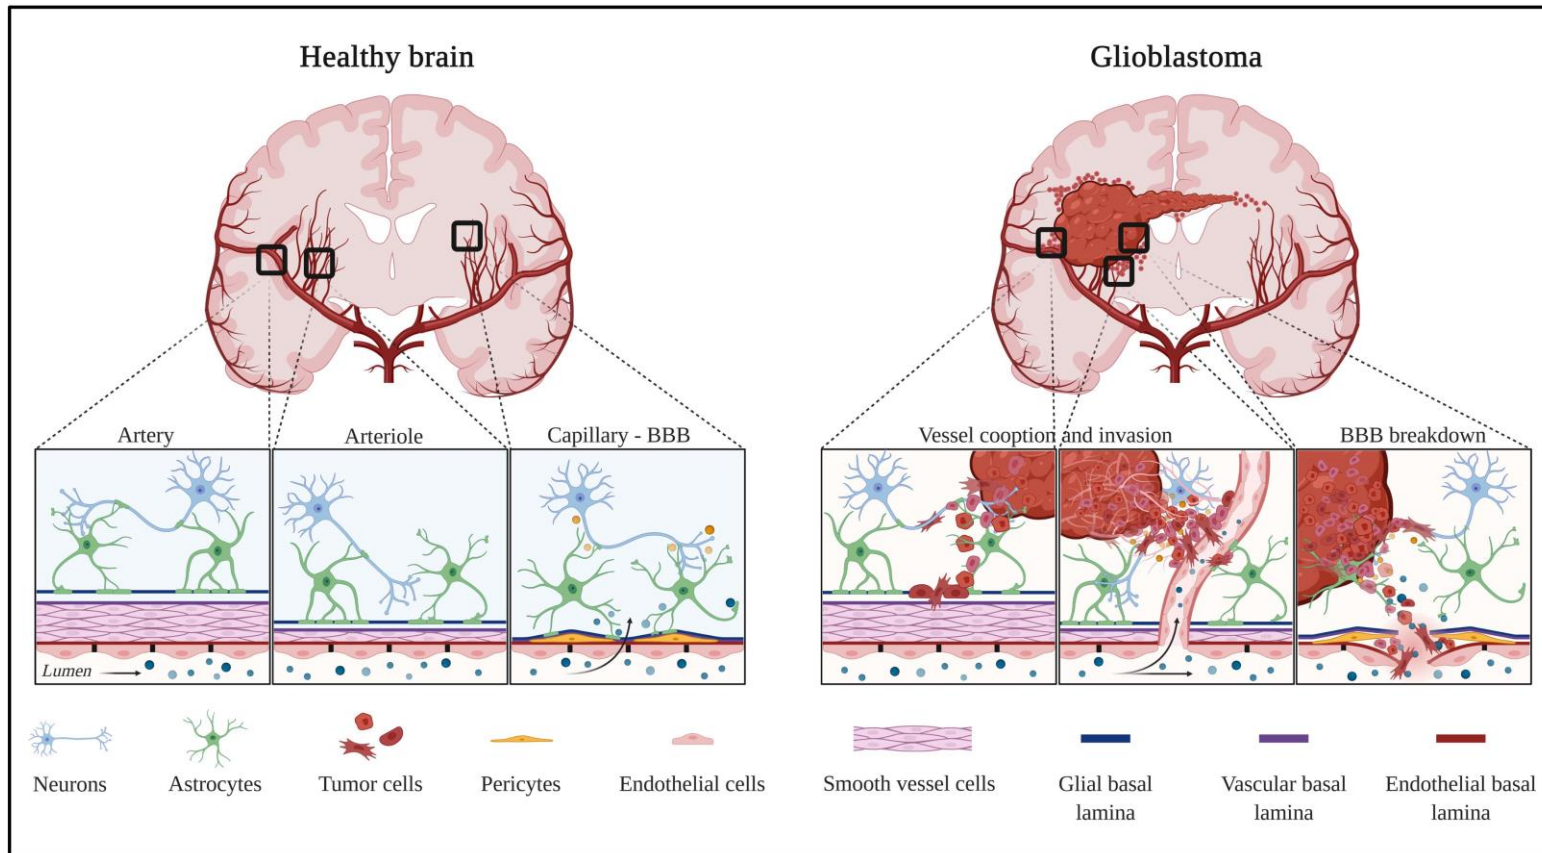 Healthy brain
Glioblastoma
Artery
Arteriole
Capillary - BBB
Vessel cooption and invasion
BBB breakdown
Lumen
Neurons
Astrocytes
Tumor cells
Pericytes
Endothelial cells
Smooth vessel cells
Glial basal
lamina
Vascular basal
lamina
Endothelial basal
lamina